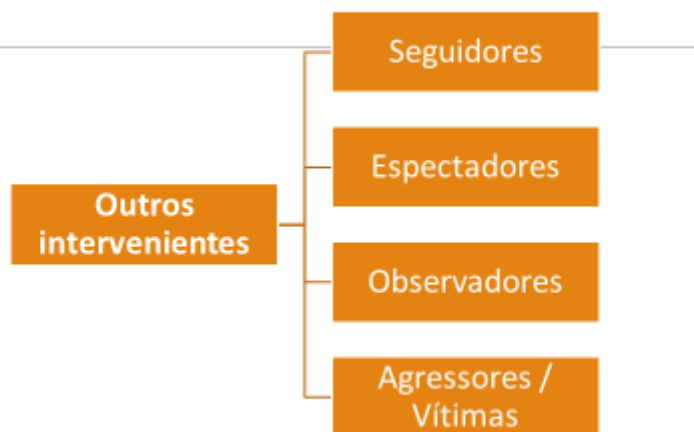 Seguidores
Espectadores
Outros
intervenientes
Observadores
Agressores /
Vítimas